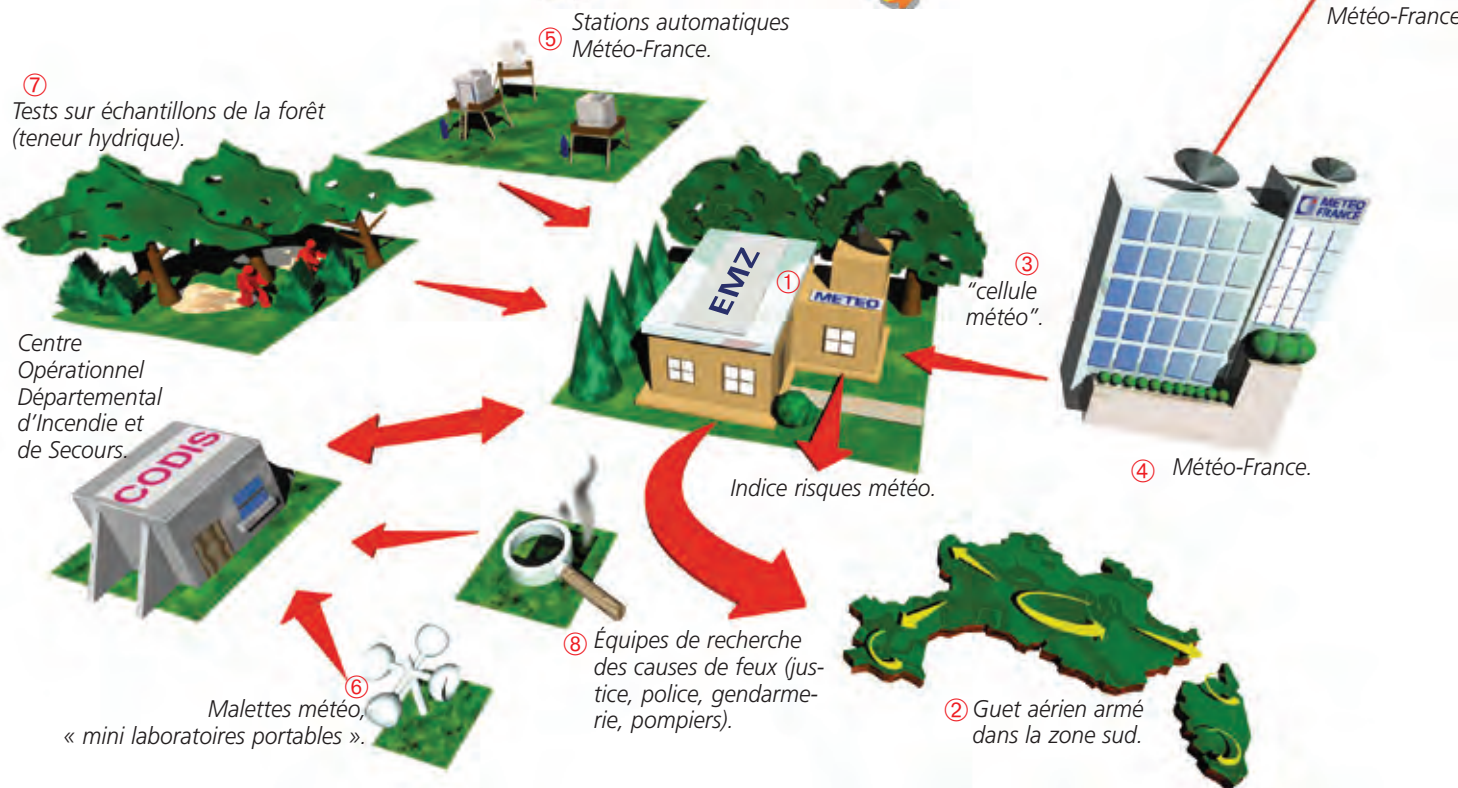 Météo-France
⑤ Stations automatiques
Météo-France.
⑦
Tests sur échantillons de la forêt
(teneur hydrique).
METEO
FRANCE
EMZ
①
METEO
③
"cellule
météo".
Centre
Opérationnel
Départemental
d'Incendie et
de Secours.
CODIS
④ Météo-France.
Indice risques météo.
⑧ Équipes de recherche
des causes de feux (jus-
tice, police, gendarme-
rie, pompiers).
⑥
Malettes météo,
« mini laboratoires portables ».
② Guet aérien armé
dans la zone sud.